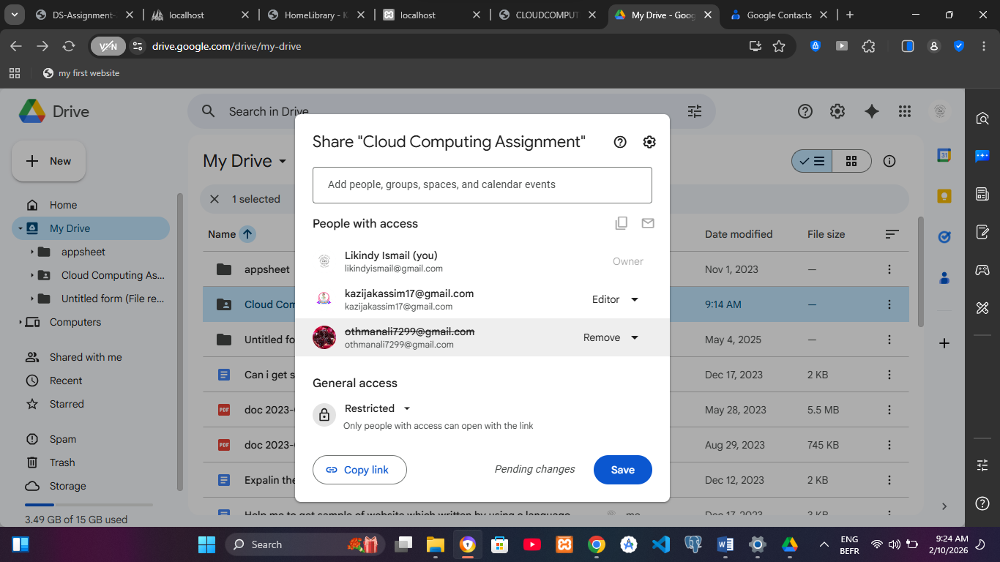 DS-Assignment-
localhost
HomeLibrary - K
localhost
CLOUDCOMPUT
My Drive - Goog
Google Contacts
VPN
drive.google.com/drive/my-drive
my first website
Drive
Search in Drive
New
My Drive
1 selected
Home
My Drive
appsheet
Cloud Computing As...
Untitled form (File re...
Computers
Shared with me
Recent
Starred
Spam
Trash
Storage
3.49 GB of 15 GB used
Name
Date modified
File size
appsheet
Nov 1, 2023
—
Cloud Com
9:14 AM
—
Untitled fo
May 4, 2025
—
Can i get s
Dec 17, 2023
2 KB
PDF
doc 2023-
May 28, 2023
5.5 MB
PDF
doc 2023-
Aug 29, 2023
745 KB
Expalin the
Dec 12, 2023
2 KB
Help me to get sample of website which written by using a language
me
Dec 17, 2023
3 KB
Share "Cloud Computing Assignment"
Add people, groups, spaces, and calendar events
People with access
Likindy Ismail (you)
likindyismail@gmail.com
Owner
kazijakassim17@gmail.com
kazijakassim17@gmail.com
Editor
othmanali7299@gmail.com
othmanali7299@gmail.com
Remove
General access
Restricted
Only people with access can open with the link
Copy link
Pending changes
Save
31
Search
ENG
BEFR
9:24 AM
2/10/2026